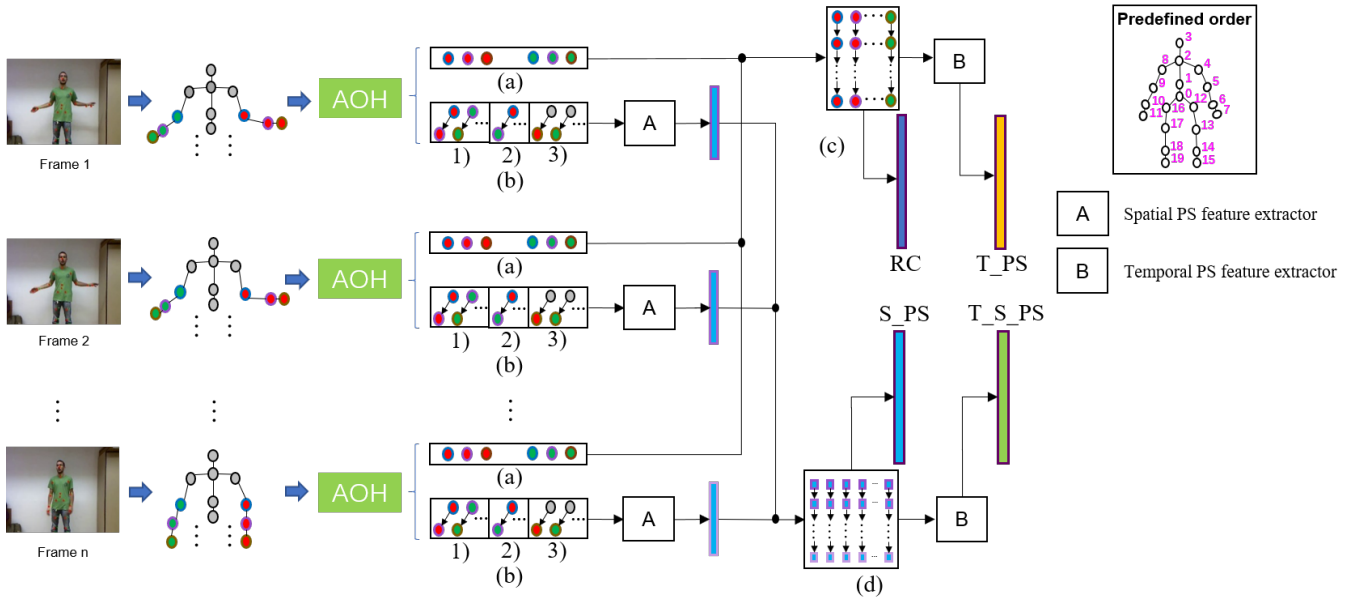 Predefined order
3
2
8
4
1
9
5
0
12
10
6
16
7
11
17
13
18
14
19
15
AOH
(a)
A
1) 2) 3)
(b)
Frame 1
B
(c)
RC
T_PS
A Spatial PS feature extractor
B Temporal PS feature extractor
AOH
(a)
A
1) 2) 3)
(b)
Frame 2
S_PS
T_S_PS
AOH
(a)
A
1) 2) 3)
(b)
Frame n
B
(d)